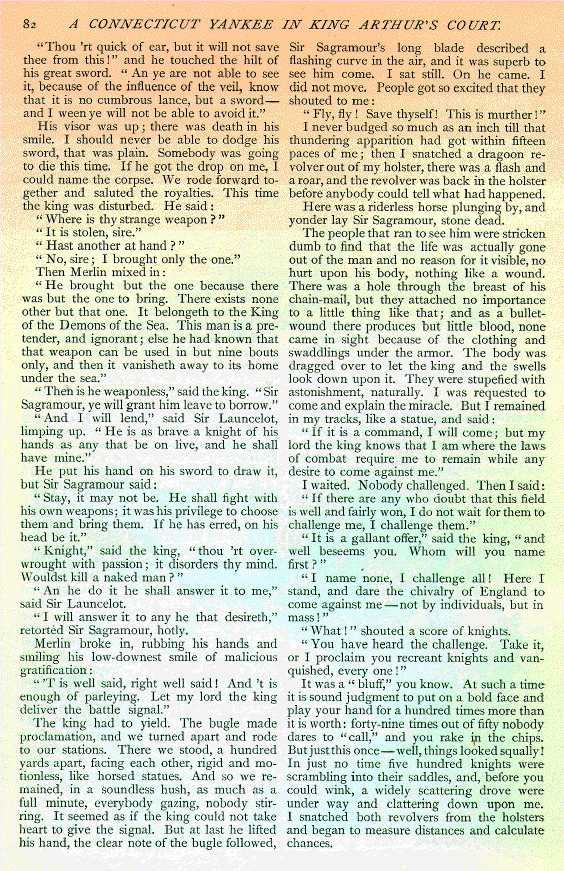 82 A CONNECTICUT YANKEE IN KING ARTHUR'S COURT.
"Thou 'rt quick of ear, but it will not save
thee from this!" and he touched the hilt of
his great sword. "An ye are not able to see
it, because of the influence of the veil, know
that it is no cumbrous lance, but a sword—
and I ween ye will not be able to avoid it."
His visor was up; there was death in his
smile. I should never be able to dodge his
sword, that was plain. Somebody was going
to die this time. If he got the drop on me, I
could name the corpse. We rode forward to-
gether and saluted the royalties. This time
the king was disturbed. He said:
"Where is thy strange weapon?"
"It is stolen, sire."
"Hast another at hand?"
"No, sire; I brought only the one."
Then Merlin mixed in:
"He brought but the one because there
was but the one to bring. There exists none
other but that one. It belongeth to the King
of the Demons of the Sea. This man is a pre-
tender, and ignorant; else he had known that
that weapon can be used in but nine bouts
only, and then it vanisheth away to its home
under the sea."
"Then is he weaponless," said the king. "Sir
Sagramour, ye will grant him leave to borrow."
"And I will lend," said Sir Launcelot,
limping up. "He is as brave a knight of his
hands as any that be on live, and he shall
have mine."
He put his hand on his sword to draw it,
but Sir Sagramour said:
"Stay, it may not be. He shall fight with
his own weapons; it was his privilege to choose
them and bring them. If he has erred, on his
head be it."
"Knight," said the king, "thou 'rt over-
wrought with passion; it disorders thy mind.
Wouldst kill a naked man?"
"An he do it he shall answer it to me,"
said Sir Launcelot.
"I will answer it to any he that desireth,"
retorted Sir Sagramour, hotly.
Merlin broke in, rubbing his hands and
smiling his low-downest smile of malicious
gratification:
"'T is well said, right well said! And 't is
enough of parleying. Let my lord the king
deliver the battle signal."
The king had to yield. The bugle made
proclamation, and we turned apart and rode
to our stations. There we stood, a hundred
yards apart, facing each other, rigid and mo-
tionless, like horsed statues. And so we re-
mained, in a soundless hush, as much as a
full minute, everybody gazing, nobody stir-
ring. It seemed as if the king could not take
heart to give the signal. But at last he lifted
his hand, the clear note of the bugle followed,
Sir Sagramour's long blade described a
flashing curve in the air, and it was superb to
see him come. I sat still. On he came. I
did not move. People got so excited that they
shouted to me:
"Fly, fly! Save thyself! This is murther!"
I never budged so much as an inch till that
thundering apparition had got within fifteen
paces of me; then I snatched a dragoon re-
volver out of my holster, there was a flash and
a roar, and the revolver was back in the holster
before anybody could tell what had happened.
Here was a riderless horse plunging by, and
yonder lay Sir Sagramour, stone dead.
The people that ran to see him were stricken
dumb to find that the life was actually gone
out of the man and no reason for it visible, no
hurt upon his body, nothing like a wound.
There was a hole through the breast of his
chain-mail, but they attached no importance
to a little thing like that; and as a bullet-
wound there produces but little blood, none
came in sight because of the clothing and
swaddlings under the armor. The body was
dragged over to let the king and the swells
look down upon it. They were stupefied with
astonishment, naturally. I was requested to
come and explain the miracle. But I remained
in my tracks, like a statue, and said:
"If it is a command, I will come; but my
lord the king knows that I am where the laws
of combat require me to remain while any
desire to come against me."
I waited. Nobody challenged. Then I said:
"If there are any who doubt that this field
is well and fairly won, I do not wait for them to
challenge me, I challenge them."
"It is a gallant offer," said the king, "and
well beseems you. Whom will you name
first?"
"I name none, I challenge all! Here I
stand, and dare the chivalry of England to
come against me—not by individuals, but in
mass!"
"What!" shouted a score of knights.
"You have heard the challenge. Take it,
or I proclaim you recreant knights and van-
quished, every one!"
It was a "bluff," you know. At such a time
it is sound judgment to put on a bold face and
play your hand for a hundred times more than
it is worth: forty-nine times out of fifty nobody
dares to "call," and you rake in the chips.
But just this once—well, things looked squally!
In just no time five hundred knights were
scrambling into their saddles, and, before you
could wink, a widely scattering drove were
under way and clattering down upon me.
I snatched both revolvers from the holsters
and began to measure distances and calculate
chances.